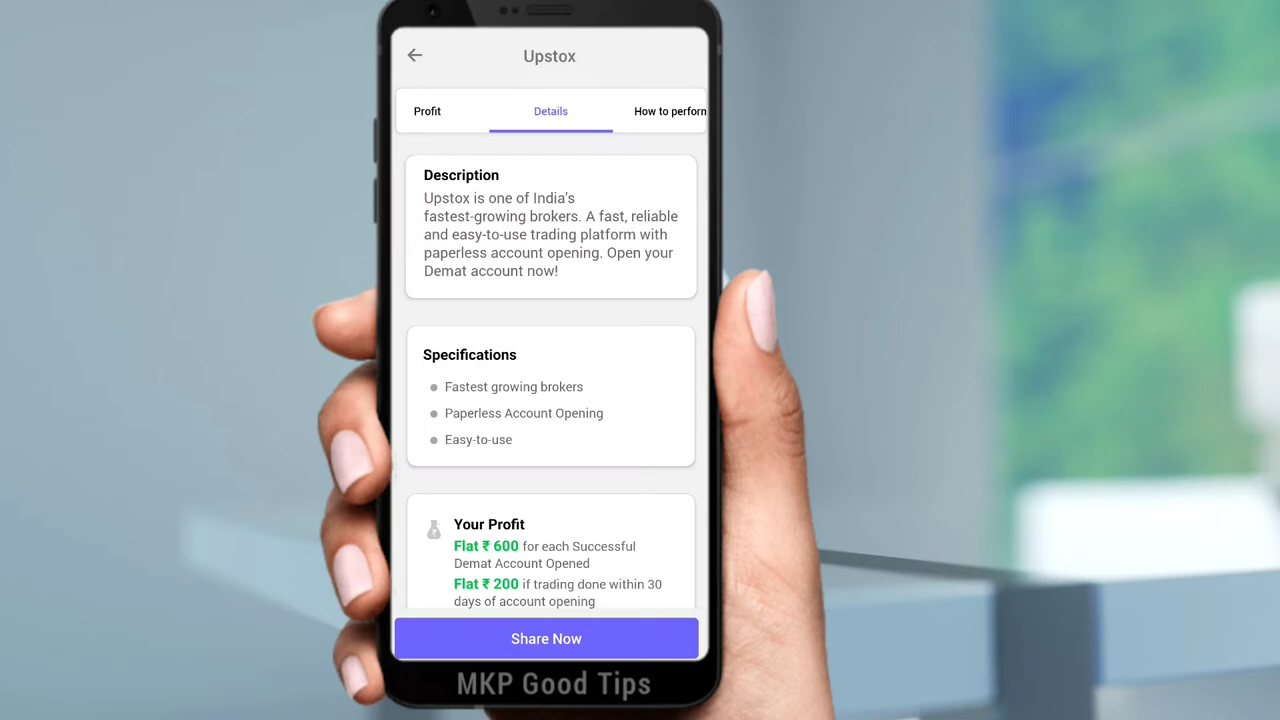 Upstox
Profit
Details
How to perforn
Description
Upstox is one of India's
fastest-growing brokers. A fast, reliable
and easy-to-use trading platform with
paperless account opening. Open your
Demat account now!
Specifications
Fastest growing brokers
Paperless Account Opening
Easy-to-use
Your Profit
Flat ₹ 600 for each Successful
Demat Account Opened
Flat ₹ 200 if trading done within 30
days of account opening
Share Now
MKP Good Tips